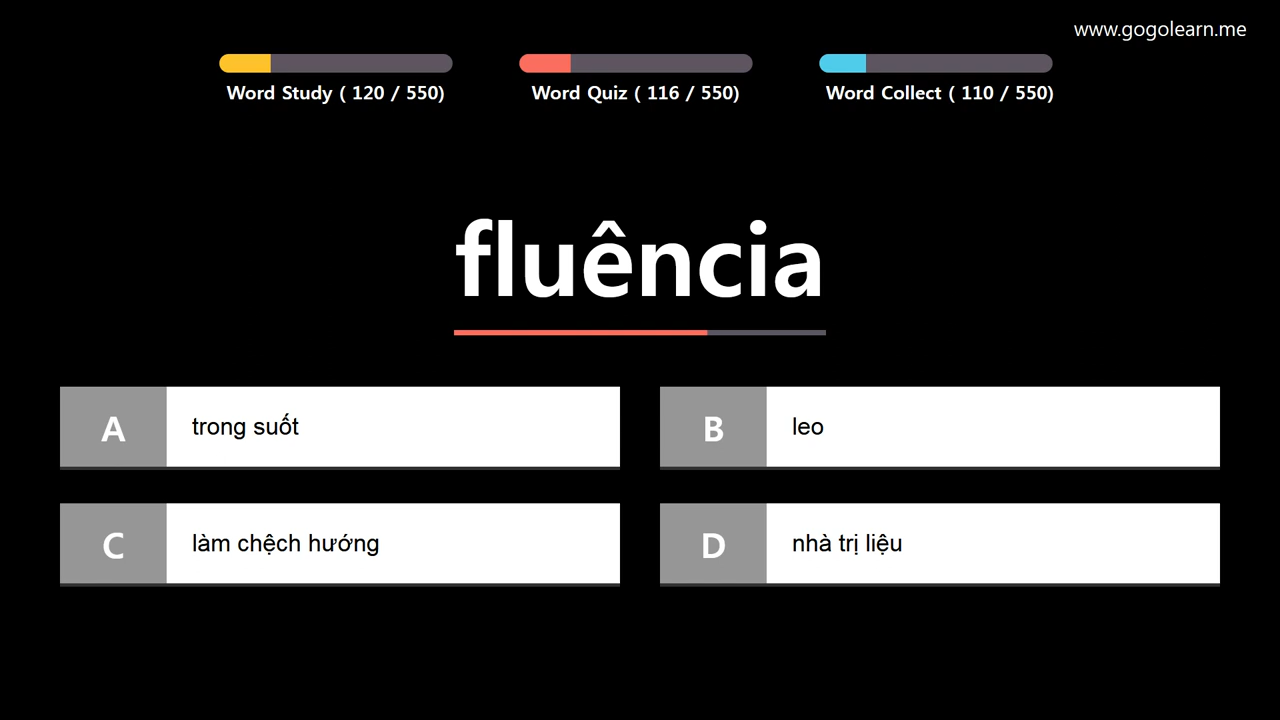 www.gogolearn.me
Word Study ( 120 / 550)
Word Quiz ( 116 / 550)
Word Collect ( 110 / 550)
fluência
A
trong suốt
B
leo
C
làm chệch hướng
D
nhà trị liệu